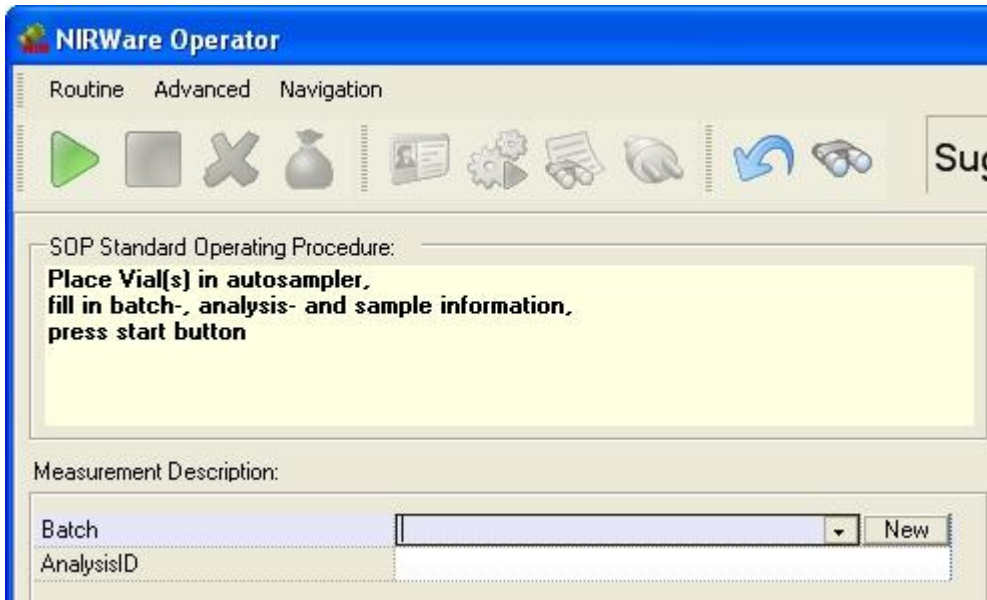 NIRWare Operator
Routine Advanced Navigation
Sug
SOP Standard Operating Procedure:
Place Vial(s) in autosampler,
fill in batch-, analysis- and sample information,
press start button
Measurement Description:
Batch New
AnalysisID